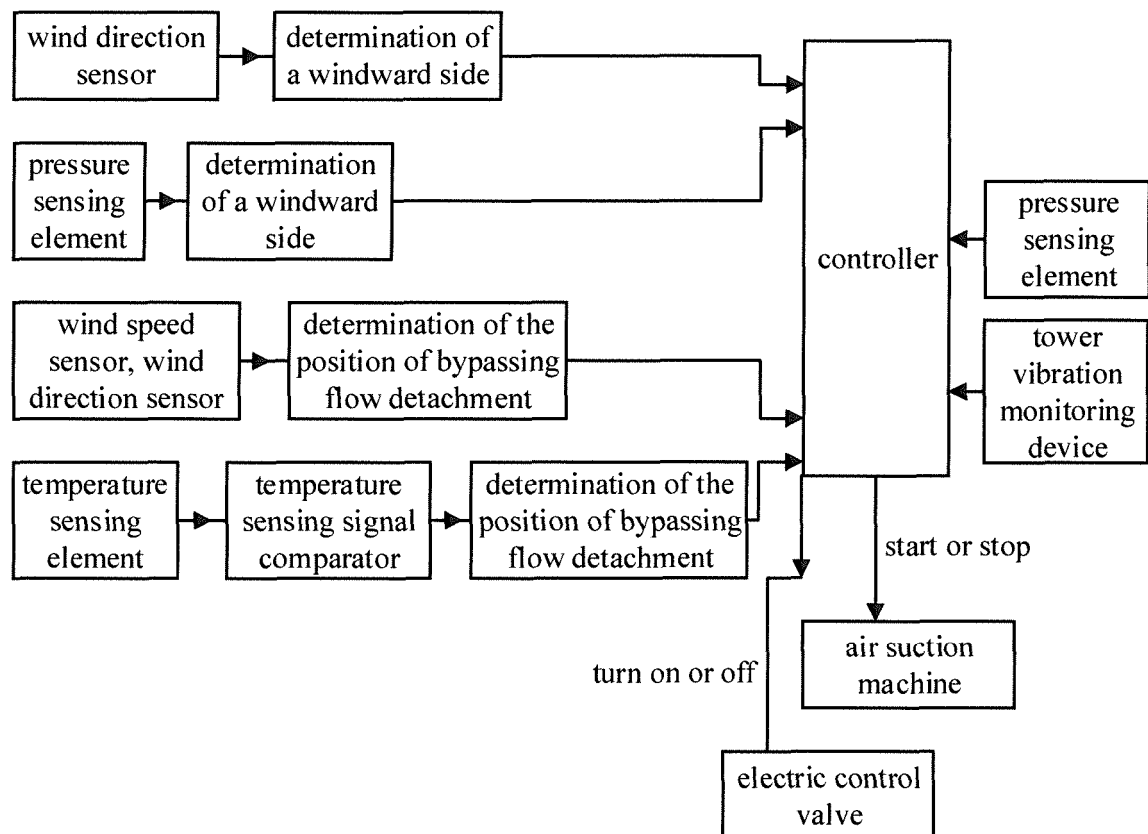 wind direction
sensor
determination of
a windward side
pressure
sensing
element
determination
of a windward
side
controller
pressure
sensing
element
wind speed
sensor, wind
direction sensor
determination of the
position of bypassing
flow detachment
tower
vibration
monitoring
device
temperature
sensing
element
temperature
sensing signal
comparator
determination of the
position of bypassing
flow detachment
start or stop
air suction
machine
turn on or off
electric control
valve